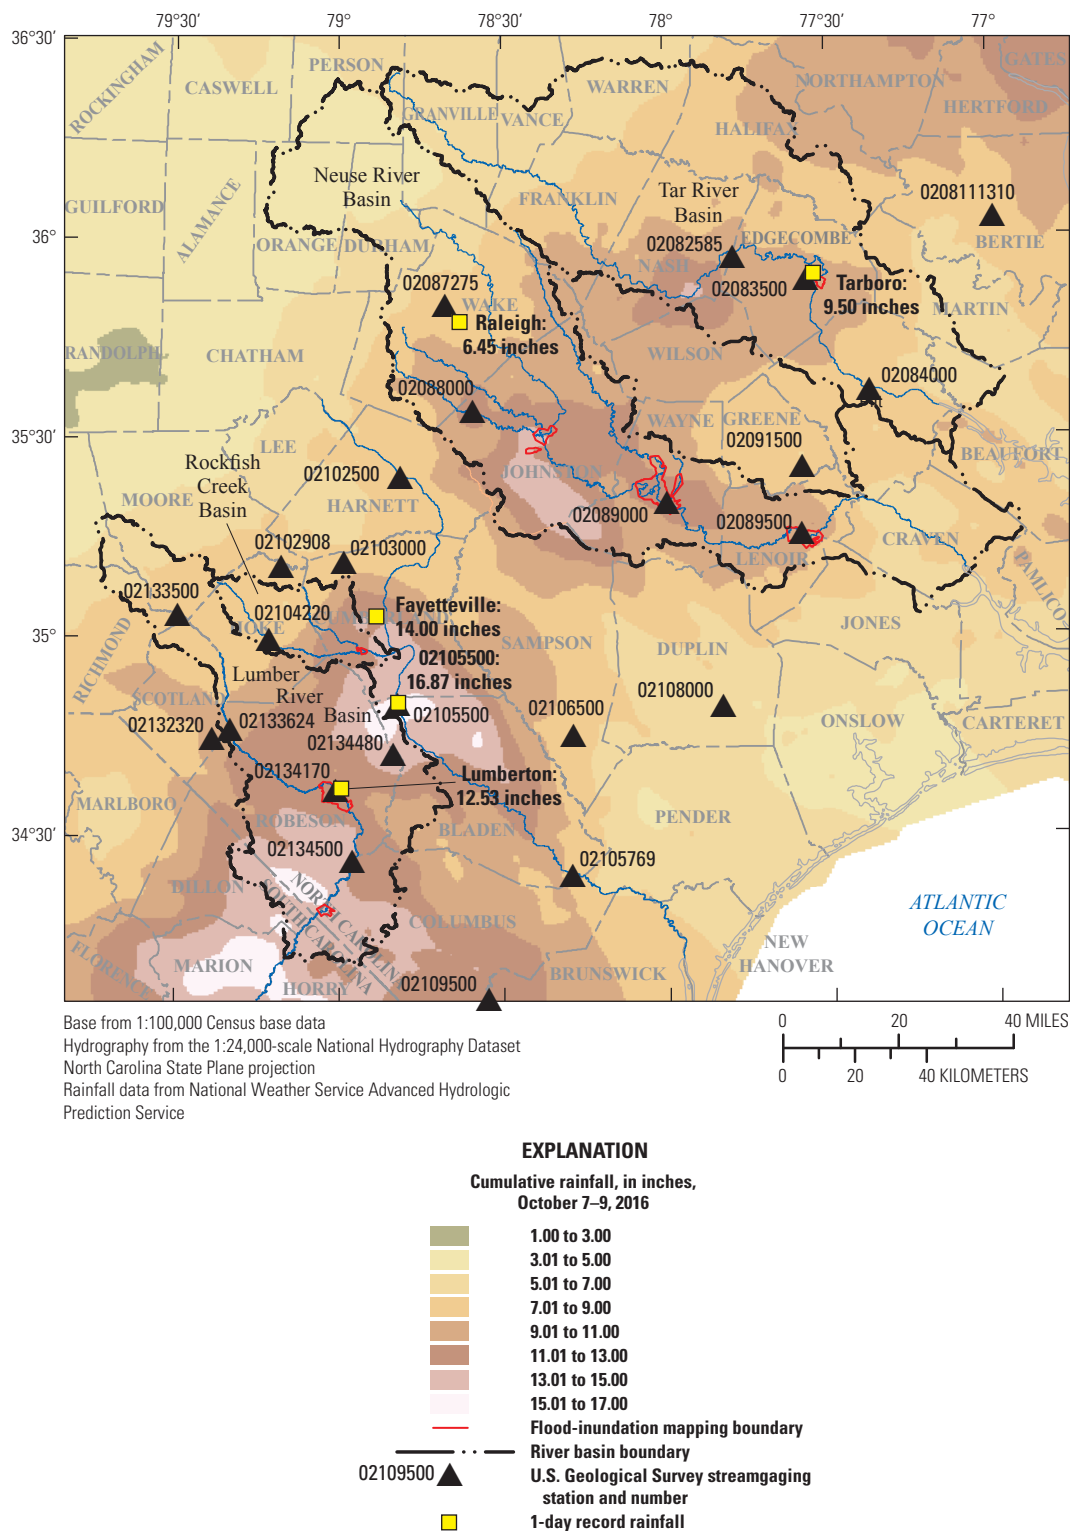 79°30'
79°
78°30'
78°
77°30'
77°
36°30'
36°
35°30'
35°
34°30'
ROCKINGHAM
CASWELL
PERSON
GRANVILLE
VANCE
WARREN
NORTHAMPTON
GATES
HERTFORD
HALIFAX
Neuse River
Basin
GUILFORD
ALAMANCE
ORANGE
DURHAM
FRANKLIN
Tar River
Basin
0208111310
BERTIE
02082585
EDGECOMBE
NASH
02083500
Tarboro:
9.50 inches
MARTIN
02087275
WAKE
Raleigh:
6.45 inches
RANDOLPH
CHATHAM
WILSON
02088000
02084000
WAYNE
GREENE
02091500
BEAUFORT
LEE
Rockfish
Creek
Basin
02102500
JOHNSTON
MOORE
HARNETT
02089000
02089500
CRAVEN
LENOIR
PAMLICO
02102908
02103000
02133500
02104220
Fayetteville:
14.00 inches
HOKE
JONES
RICHMOND
SAMPSON
DUPLIN
02105500:
16.87 inches
Lumber
River
Basin
SCOTLAND
02108000
02132320
02133624
02105500
02106500
ONSLOW
CARTERET
02134480
02134170
Lumberton:
12.53 inches
MARLBORO
ROBESON
BLADEN
PENDER
02134500
02105769
DILLON
NORTH CAROLINA
SOUTH CAROLINA
COLUMBUS
ATLANTIC
OCEAN
FLORENCE
MARION
HORRY
02109500
BRUNSWICK
NEW
HANOVER
Base from 1:100,000 Census base data
Hydrography from the 1:24,000-scale National Hydrography Dataset
North Carolina State Plane projection
Rainfall data from National Weather Service Advanced Hydrologic
Prediction Service
0 20 40 MILES
0 20 40 KILOMETERS
EXPLANATION
Cumulative rainfall, in inches,
October 7–9, 2016
1.00 to 3.00
3.01 to 5.00
5.01 to 7.00
7.01 to 9.00
9.01 to 11.00
11.01 to 13.00
13.01 to 15.00
15.01 to 17.00
Flood-inundation mapping boundary
River basin boundary
02109500
U.S. Geological Survey streamgaging
station and number
1-day record rainfall